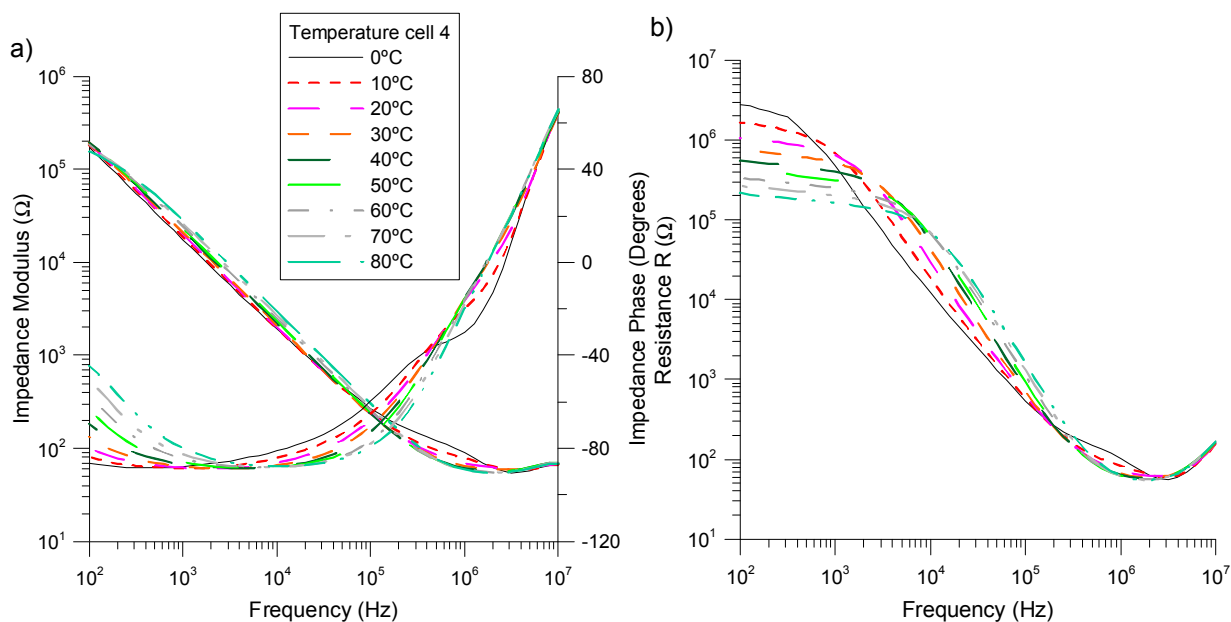 a)
Temperature cell 4
0ºC
10ºC
20ºC
30ºC
40ºC
50ºC
60ºC
70ºC
80ºC
Impedance Modulus (Ω)
10^6
10^5
10^4
10^3
10^2
10^1
80
40
0
-40
-80
-120
10^2 10^3 10^4 10^5 10^6 10^7
Frequency (Hz)
b)
Impedance Phase (Degrees
Resistance R (Ω)
10^8
10^7
10^6
10^5
10^4
10^3
10^2
10^1
10^2 10^3 10^4 10^5 10^6 10^7
Frequency (Hz)